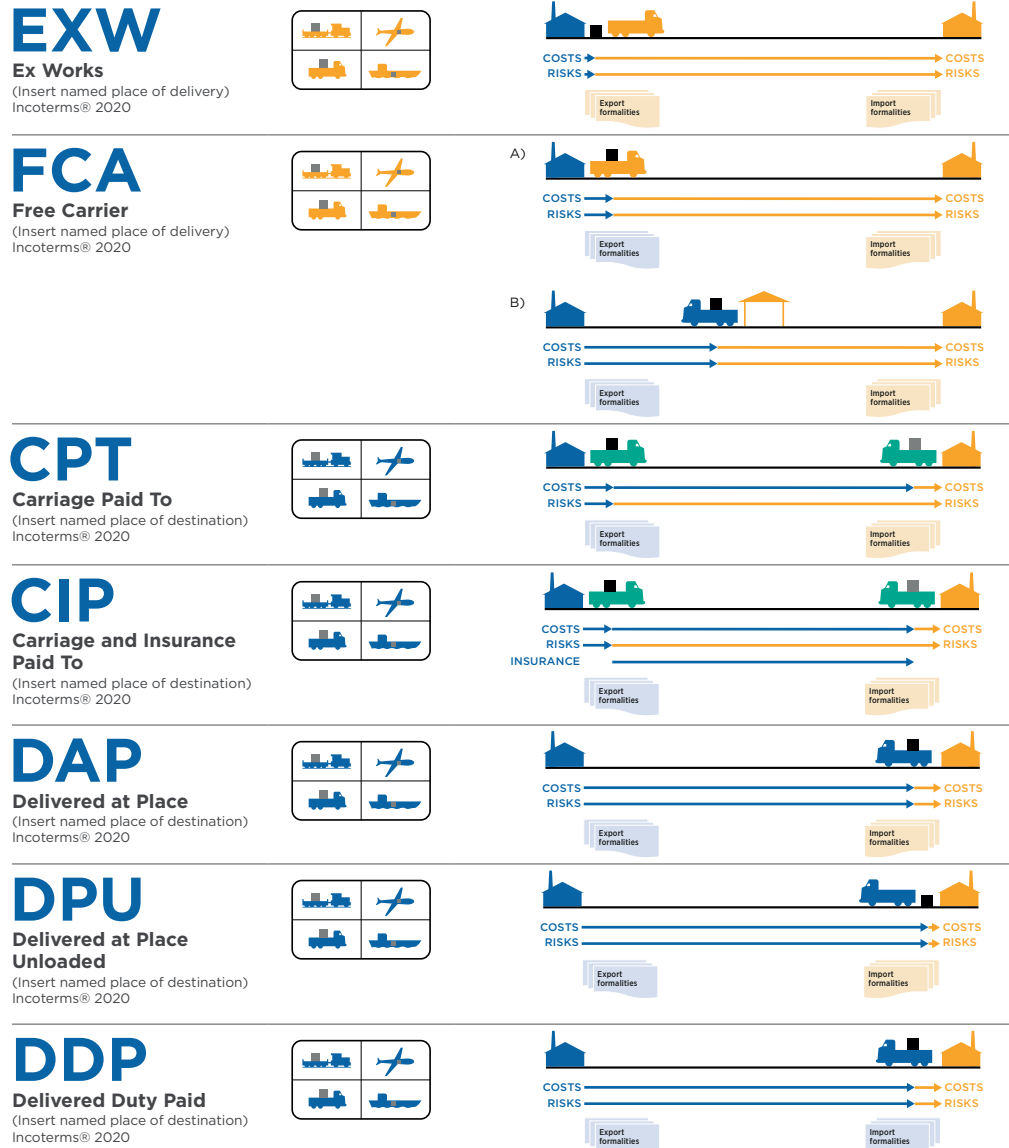 EXW
Ex Works
(Insert named place of delivery)
Incoterms® 2020
COSTS COSTS
RISKS RISKS
Export
formalities
Import
formalities
FCA
Free Carrier
(Insert named place of delivery)
Incoterms® 2020
A)
COSTS COSTS
RISKS RISKS
Export
formalities
Import
formalities
B)
COSTS COSTS
RISKS RISKS
Export
formalities
Import
formalities
CPT
Carriage Paid To
(Insert named place of destination)
Incoterms® 2020
COSTS COSTS
RISKS RISKS
Export
formalities
Import
formalities
CIP
Carriage and Insurance
Paid To
(Insert named place of destination)
Incoterms® 2020
COSTS COSTS
RISKS RISKS
INSURANCE
Export
formalities
Import
formalities
DAP
Delivered at Place
(Insert named place of destination)
Incoterms® 2020
COSTS COSTS
RISKS RISKS
Export
formalities
Import
formalities
DPU
Delivered at Place
Unloaded
(Insert named place of destination)
Incoterms® 2020
COSTS COSTS
RISKS RISKS
Export
formalities
Import
formalities
DDP
Delivered Duty Paid
(Insert named place of destination)
Incoterms® 2020
COSTS COSTS
RISKS RISKS
Export
formalities
Import
formalities